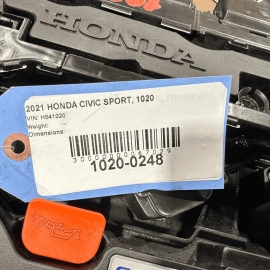 HONDA
2021 HONDA CIVIC SPORT, 1020
VIN: H541020
Weight:
Dimensions:
1020-0248